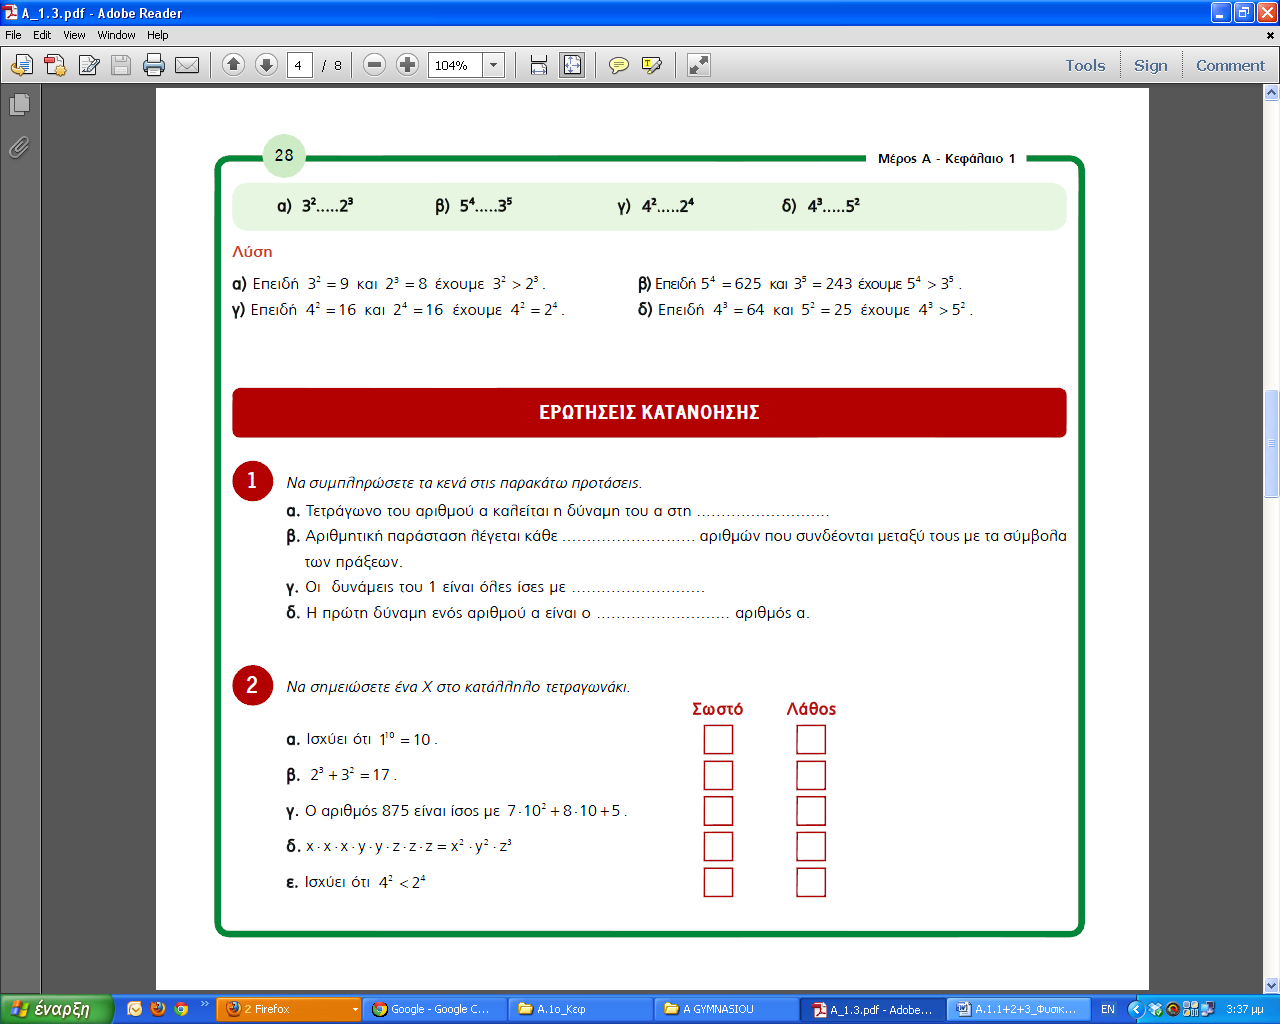 A_1.3.pdf - Adobe Reader
File Edit View Window Help
4 / 8 104% Tools Sign Comment
28 Μέρος Α - Κεφάλαιο 1
α) 3².....2³ β) 5⁴.....3⁵ γ) 4².....2⁴ δ) 4³.....5²
Λύση
α) Επειδή 3² = 9 και 2³ = 8 έχουμε 3² > 2³ . β) Επειδή 5⁴ = 625 και 3⁵ = 243 έχουμε 5⁴ > 3⁵ .
γ) Επειδή 4² = 16 και 2⁴ = 16 έχουμε 4² = 2⁴ . δ) Επειδή 4³ = 64 και 5² = 25 έχουμε 4³ > 5² .
ΕΡΩΤΗΣΕΙΣ ΚΑΤΑΝΟΗΣΗΣ
1 Να συμπληρώσετε τα κενά στις παρακάτω προτάσεις.
α. Τετράγωνο του αριθμού α καλείται η δύναμη του α στη ...........................
β. Αριθμητική παράσταση λέγεται κάθε ........................... αριθμών που συνδέονται μεταξύ τους με τα σύμβολα
των πράξεων.
γ. Οι δυνάμεις του 1 είναι όλες ίσες με ...........................
δ. Η πρώτη δύναμη ενός αριθμού α είναι ο ........................... αριθμός α.
2 Να σημειώσετε ένα Χ στο κατάλληλο τετραγωνάκι.
Σωστό Λάθος
α. Ισχύει ότι 1¹⁰ = 10 .
β. 2³ + 3² = 17 .
γ. Ο αριθμός 875 είναι ίσος με 7·10² + 8·10 + 5 .
δ. x·x·x·y·y·z·z·z = x²·y²·z³
ε. Ισχύει ότι 4² < 2⁴
έναρξη 2 Firefox Google - Google C... A.1ο_Κεφ A GYMNASIOU A_1.3.pdf - Adobe... A.1.1+2+3_Φυσικ... EN 3:37 μμ